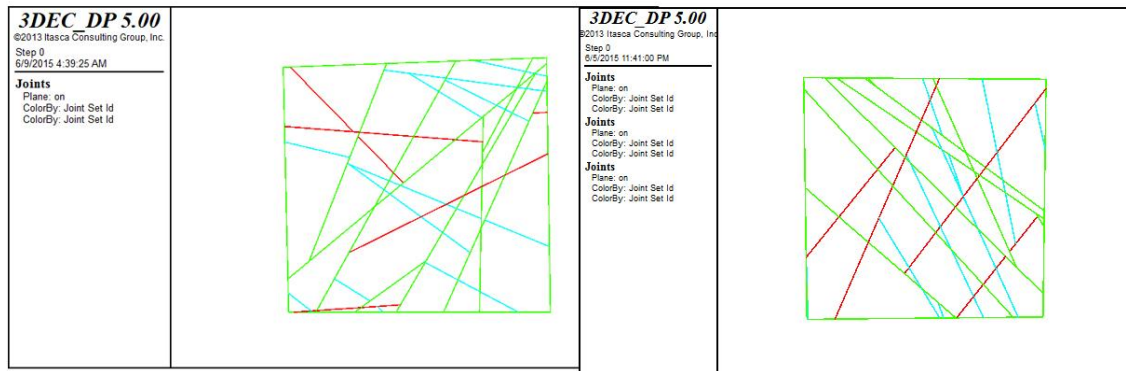 3DEC_DP 5.00
©2013 Itasca Consulting Group, Inc.
Step 0
6/9/2015 4:39:25 AM
Joints
Plane: on
ColorBy: Joint Set Id
ColorBy: Joint Set Id
3DEC_DP 5.00
©2013 Itasca Consulting Group, Inc
Step 0
6/5/2015 11:41:00 PM
Joints
Plane: on
ColorBy: Joint Set Id
ColorBy: Joint Set Id
Joints
Plane: on
ColorBy: Joint Set Id
ColorBy: Joint Set Id
Joints
Plane: on
ColorBy: Joint Set Id
ColorBy: Joint Set Id